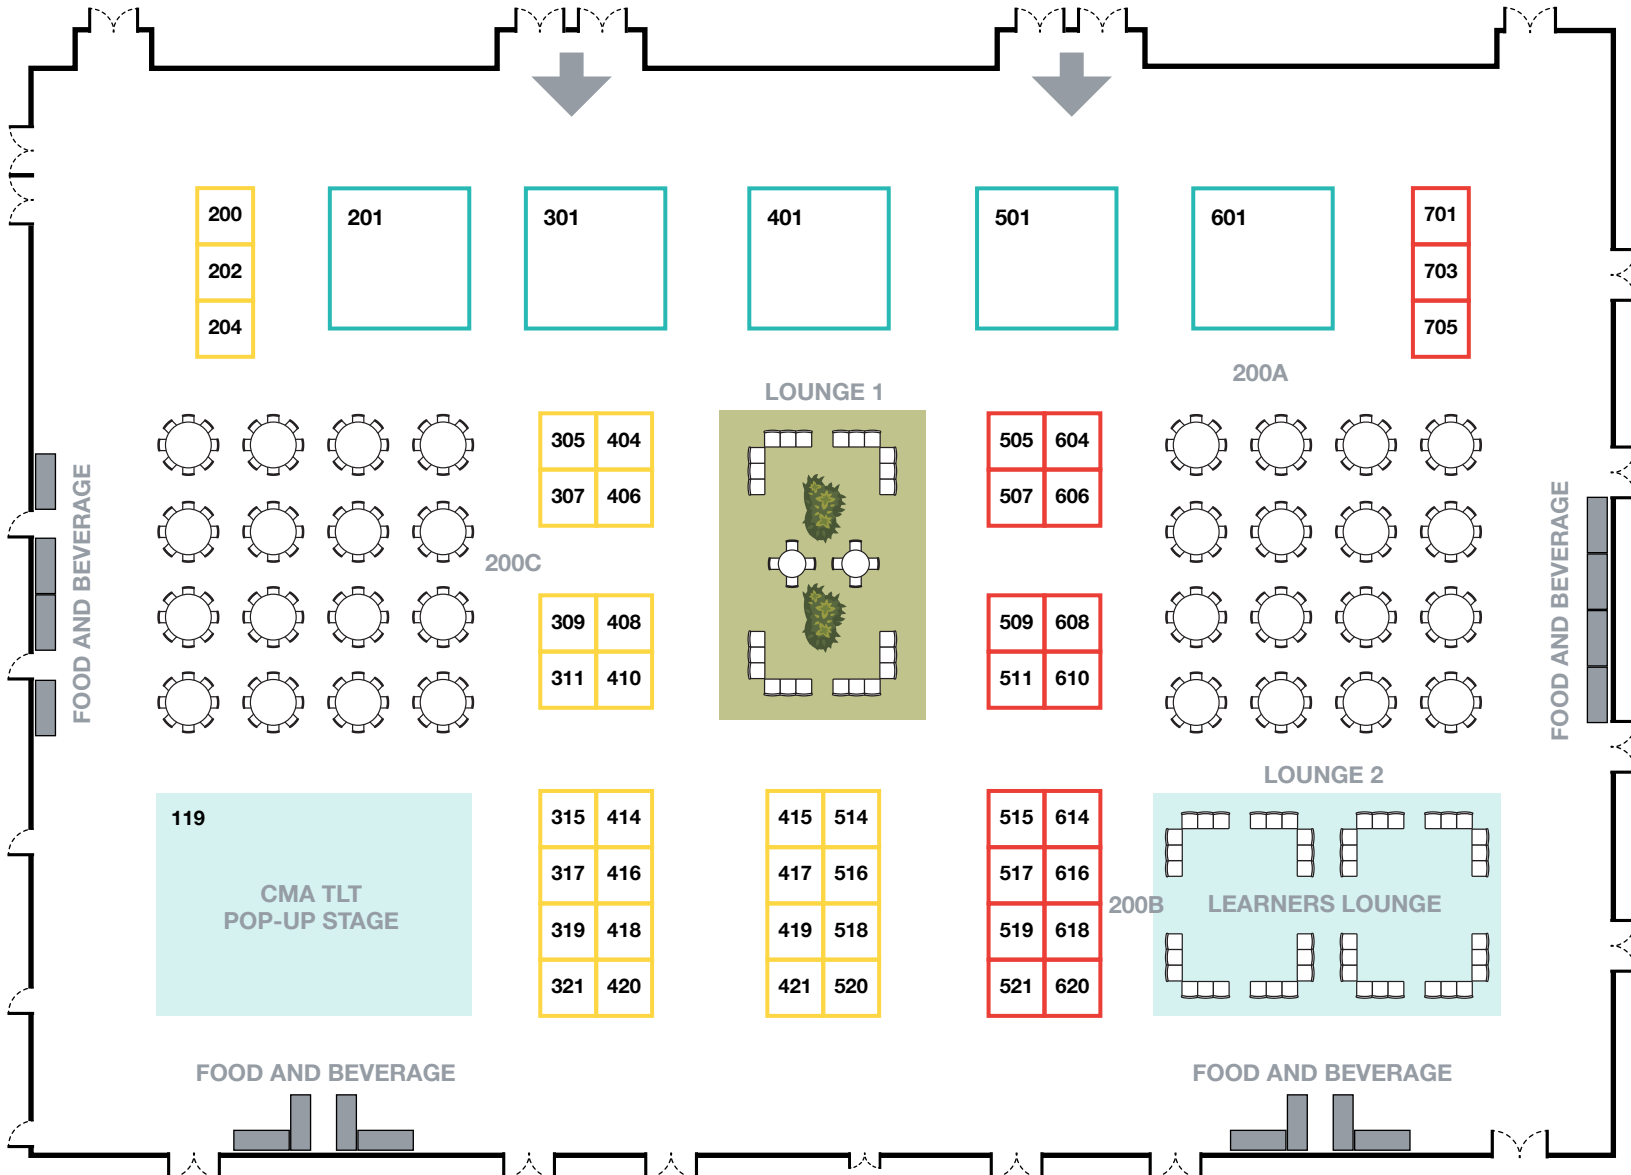 200
202
204
201
301
401
501
601
701
703
705
200A
LOUNGE 1
305 404
307 406
505 604
507 606
FOOD AND BEVERAGE
200C
FOOD AND BEVERAGE
309 408
311 410
509 608
511 610
LOUNGE 2
119
CMA TLT
POP-UP STAGE
315 414
317 416
319 418
321 420
415 514
417 516
419 518
421 520
515 614
517 616
519 618
521 620
200B
LEARNERS LOUNGE
FOOD AND BEVERAGE
FOOD AND BEVERAGE